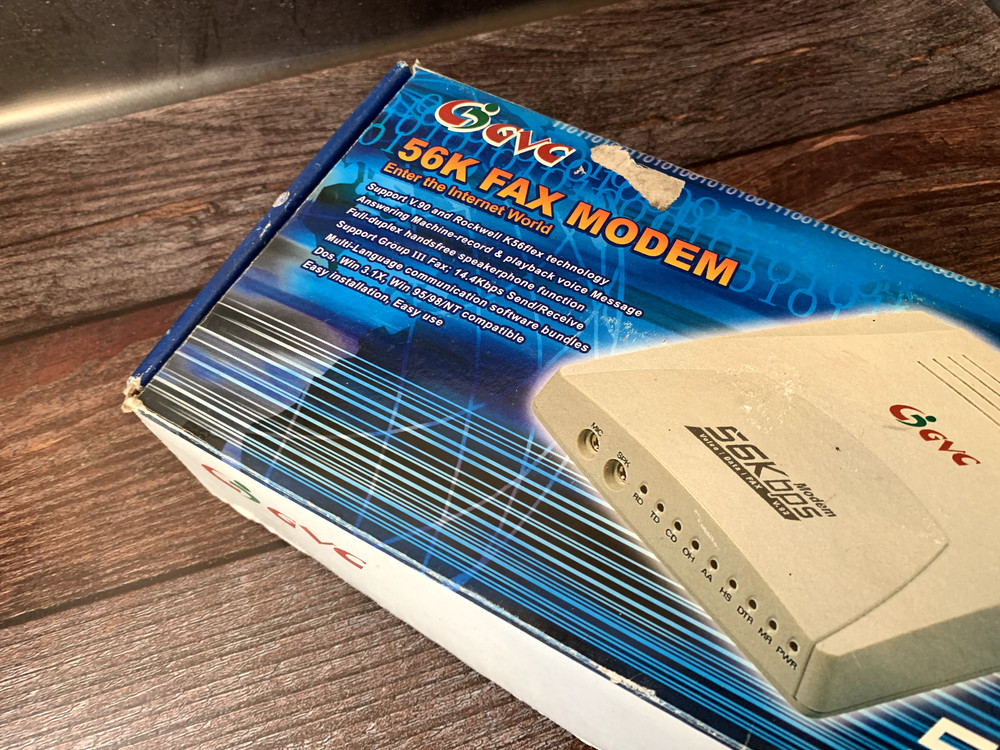 GVC
56K FAX MODEM
Enter the Internet World
Support V.90 and Rockwell K56flex technology
Answering Machine-record & playback voice Message
Full-duplex handsfree speakerphone function
Support Group III Fax; 14.4Kbps Send/Receive
Multi-Language communication software bundles
Dos, Win 3.1X, Win 95/98/NT compatible
Easy installation, Easy use
GVC
MIC
SPK
56Kbps
Modem
Voice / Data / FAX
RD TD CD OH AA HS DTR MR PWR
GVC